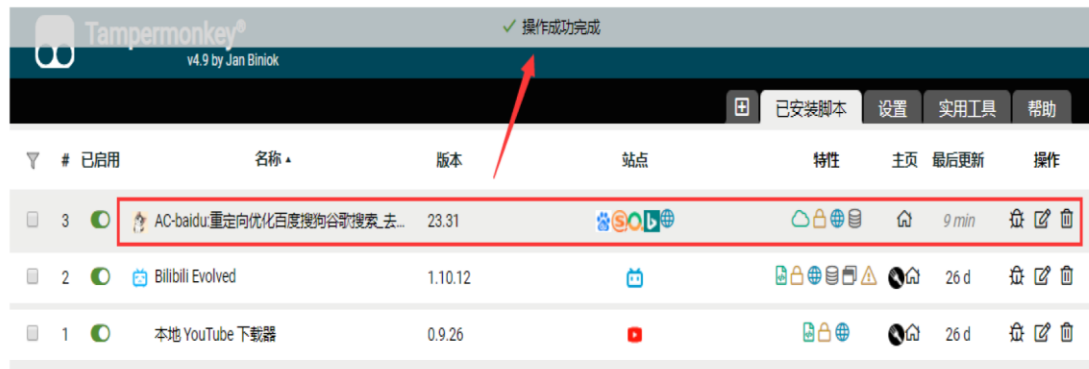 Tampermonkey®
v4.9 by Jan Biniok
操作成功完成
已安装脚本 设置 实用工具 帮助
# 已启用 名称 版本 站点 特性 主页 最后更新 操作
3 AC-baidu:重定向优化百度搜狗谷歌搜索_去... 23.31 9 min
2 Bilibili Evolved 1.10.12 26 d
1 本地 YouTube 下载器 0.9.26 26 d